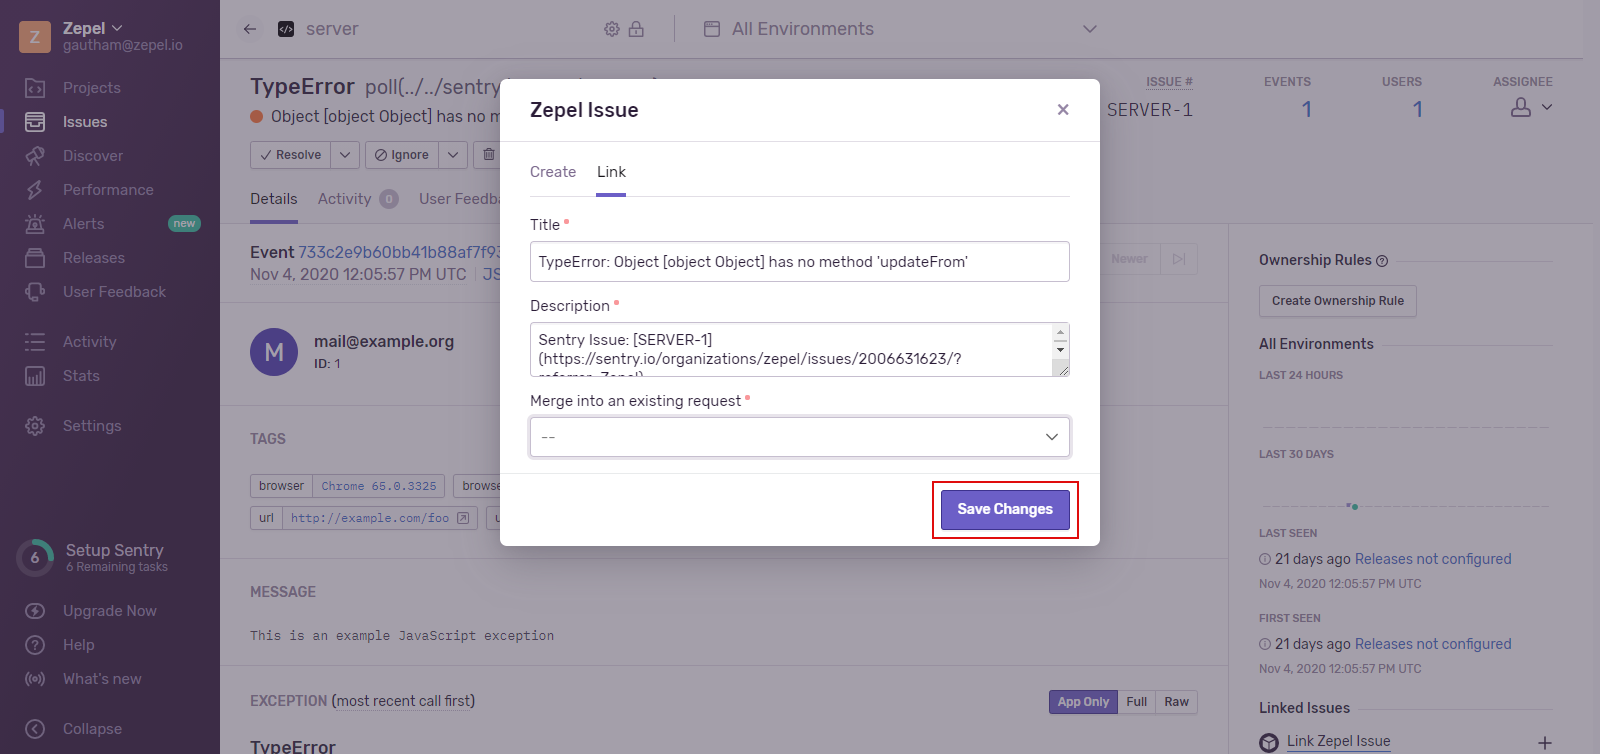 Z
Zepel
gautham@zepel.io
Projects
Issues
Discover
Performance
Alerts
new
Releases
User Feedback
Activity
Stats
Settings
6
Setup Sentry
6 Remaining tasks
Upgrade Now
Help
What's new
Collapse
server
All Environments
TypeError poll(../../sentry
Object [object Object] has no m
Resolve
Ignore
Details
Activity 0
User Feedba
ISSUE #
SERVER-1
EVENTS
1
USERS
1
ASSIGNEE
Event 733c2e9b60bb41b88af7f93
Nov 4, 2020 12:05:57 PM UTC JS
Newer
M
mail@example.org
ID: 1
TAGS
browser Chrome 65.0.3325
browse
url http://example.com/foo
u
MESSAGE
This is an example JavaScript exception
EXCEPTION (most recent call first)
App Only Full Raw
TypeError
Zepel Issue
Create Link
Title *
TypeError: Object [object Object] has no method 'updateFrom'
Description *
Sentry Issue: [SERVER-1]
(https://sentry.io/organizations/zepel/issues/2006631623/?
referrer=Zepel)
Merge into an existing request *
--
Save Changes
Ownership Rules
Create Ownership Rule
All Environments
LAST 24 HOURS
LAST 30 DAYS
LAST SEEN
21 days ago Releases not configured
Nov 4, 2020 12:05:57 PM UTC
FIRST SEEN
21 days ago Releases not configured
Nov 4, 2020 12:05:57 PM UTC
Linked Issues
Link Zepel Issue